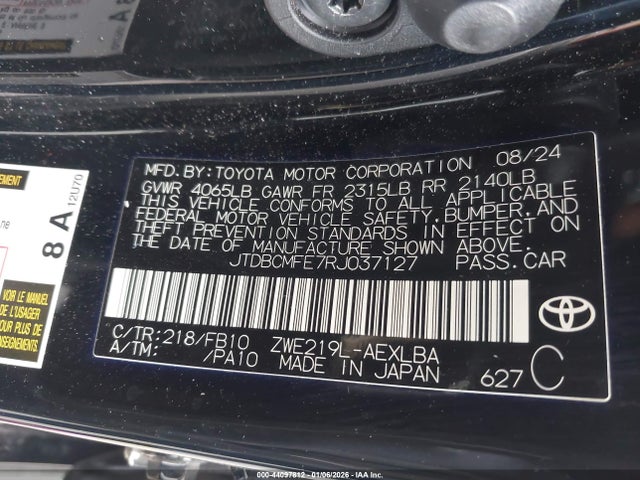 MFD.BY:TOYOTA MOTOR CORPORATION 08/24
GVWR 4065LB GAWR FR 2315LB RR 2140LB
THIS VEHICLE CONFORMS TO ALL APPLICABLE
FEDERAL MOTOR VEHICLE SAFETY,BUMPER,AND
THEFT PREVENTION STANDARDS IN EFFECT ON
THE DATE OF MANUFACTURE SHOWN ABOVE.
JTDBCMFE7RJ037127 PASS.CAR
C/TR:218/FB10 ZWE219L-AEXLBA
A/TM: /PA10 MADE IN JAPAN 627 C
8 A 12U70
LE MANUEL
DE L'USAGER
000-44097812 - 01/06/2026 - © IAA Inc.